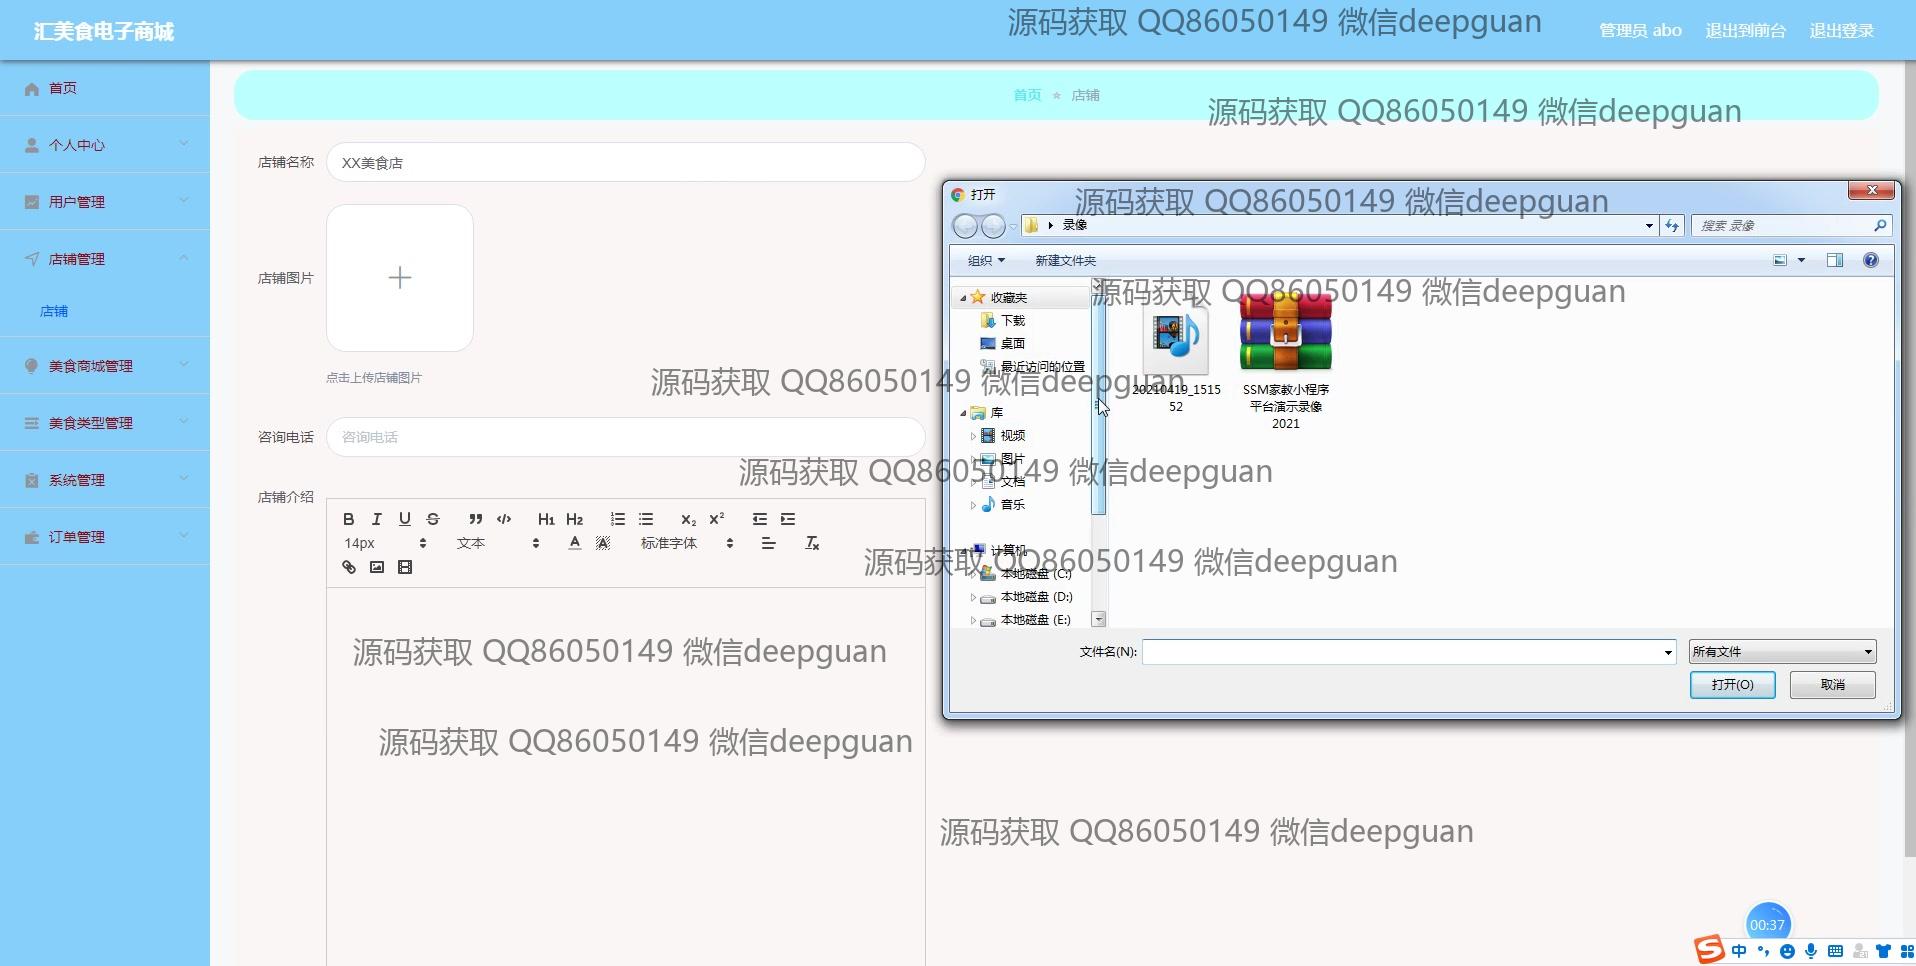 汇美食电子商城
源码获取 QQ86050149 微信deepguan
管理员 abo
退出到前台
退出登录
首页
个人中心
用户管理
店铺管理
店铺
美食商城管理
美食类型管理
系统管理
订单管理
首页 ☆ 店铺
源码获取 QQ86050149 微信deepguan
店铺名称
XX美食店
店铺图片
点击上传店铺图片
咨询电话
咨询电话
店铺介绍
B I U S H1 H2 X2 X2
14px 文本 A A 标准字体
打开
源码获取 QQ86050149 微信deepguan
录像
搜索 录像
组织
新建文件夹
源码获取 QQ86050149 微信deepguan
收藏夹
下载
桌面
最近访问的位置
库
视频
图片
文档
音乐
计算机
本地磁盘 (C:)
本地磁盘 (D:)
本地磁盘 (E:)
20210419_1515
52
SSM家教小程序
平台演示录像
2021
源码获取 QQ86050149 微信deepguan
源码获取 QQ86050149 微信deepguan
源码获取 QQ86050149 微信deepguan
文件名(N):
所有文件
打开(O)
取消
源码获取 QQ86050149 微信deepguan
源码获取 QQ86050149 微信deepguan
源码获取 QQ86050149 微信deepguan
00:37
S 中